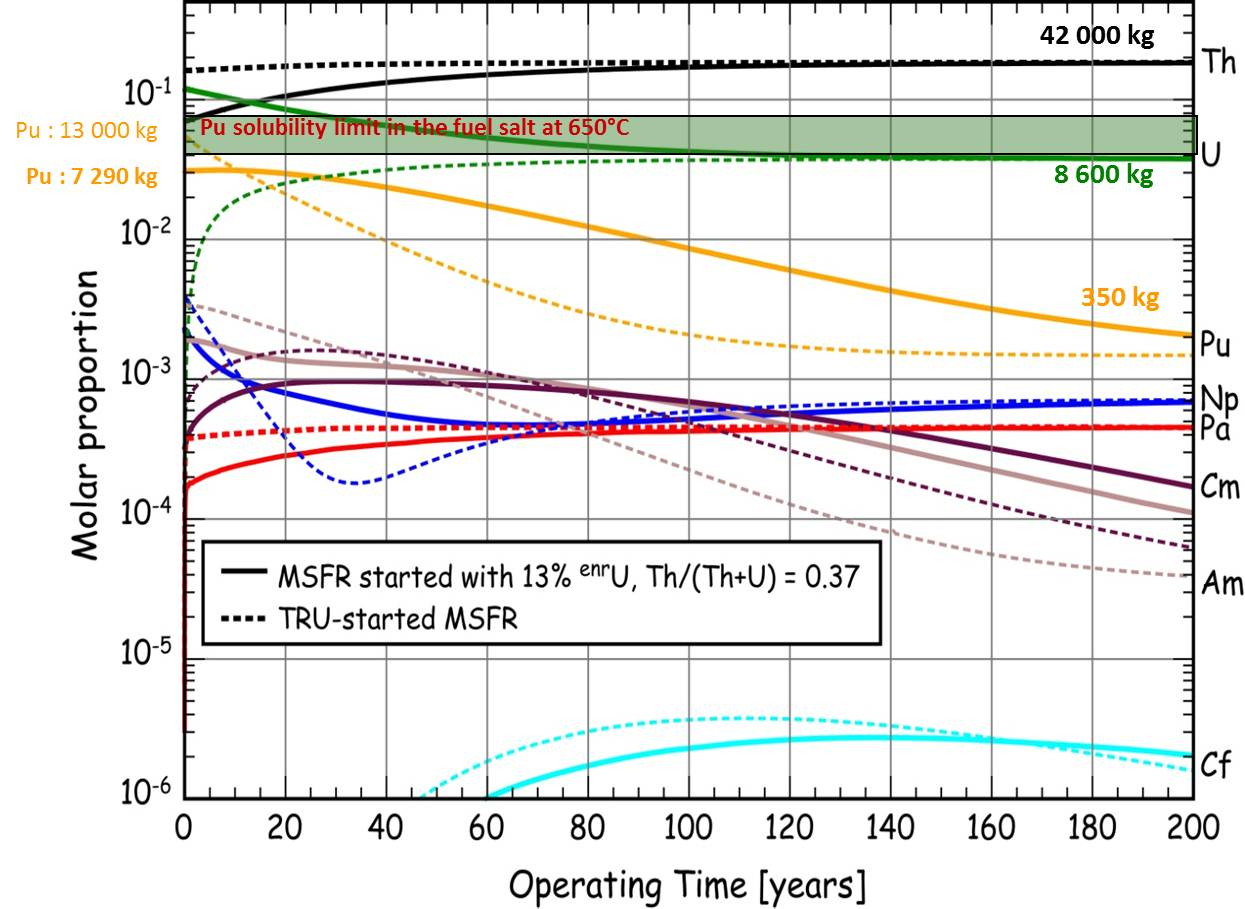 42 000 kg
Th
10-1
Pu : 13 000 kg
Pu solubility limit in the fuel salt at 650°C
U
Pu : 7 290 kg
8 600 kg
10-2
350 kg
Pu
10-3
Np
Pa
Cm
10-4
Am
MSFR started with 13% enrU, Th/(Th+U) = 0.37
TRU-started MSFR
10-5
Cf
10-6
Molar proportion
0 20 40 60 80 100 120 140 160 180 200
Operating Time [years]